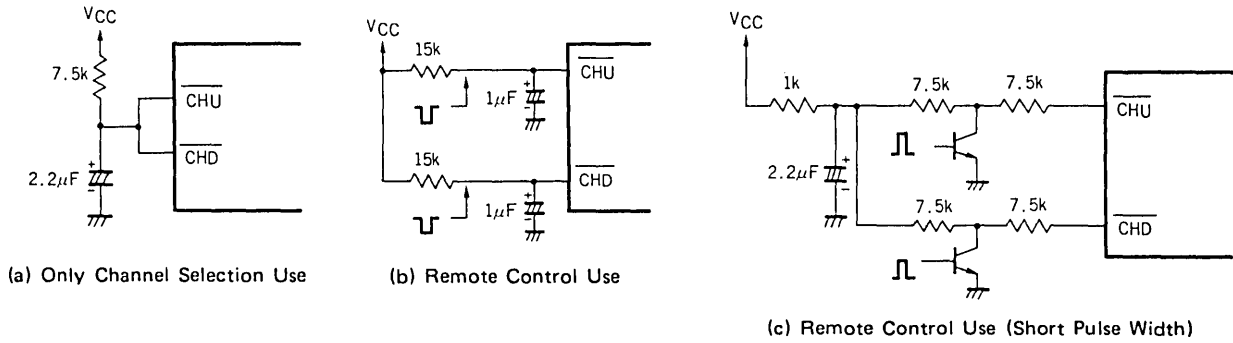 VCC
7.5k
2.2μF
+
-
CHU
CHD
(a) Only Channel Selection Use
VCC
15k
1μF
+
-
CHU
15k
1μF
+
-
CHD
(b) Remote Control Use
VCC
1k
7.5k
7.5k
CHU
2.2μF
+
-
7.5k
7.5k
CHD
(c) Remote Control Use (Short Pulse Width)